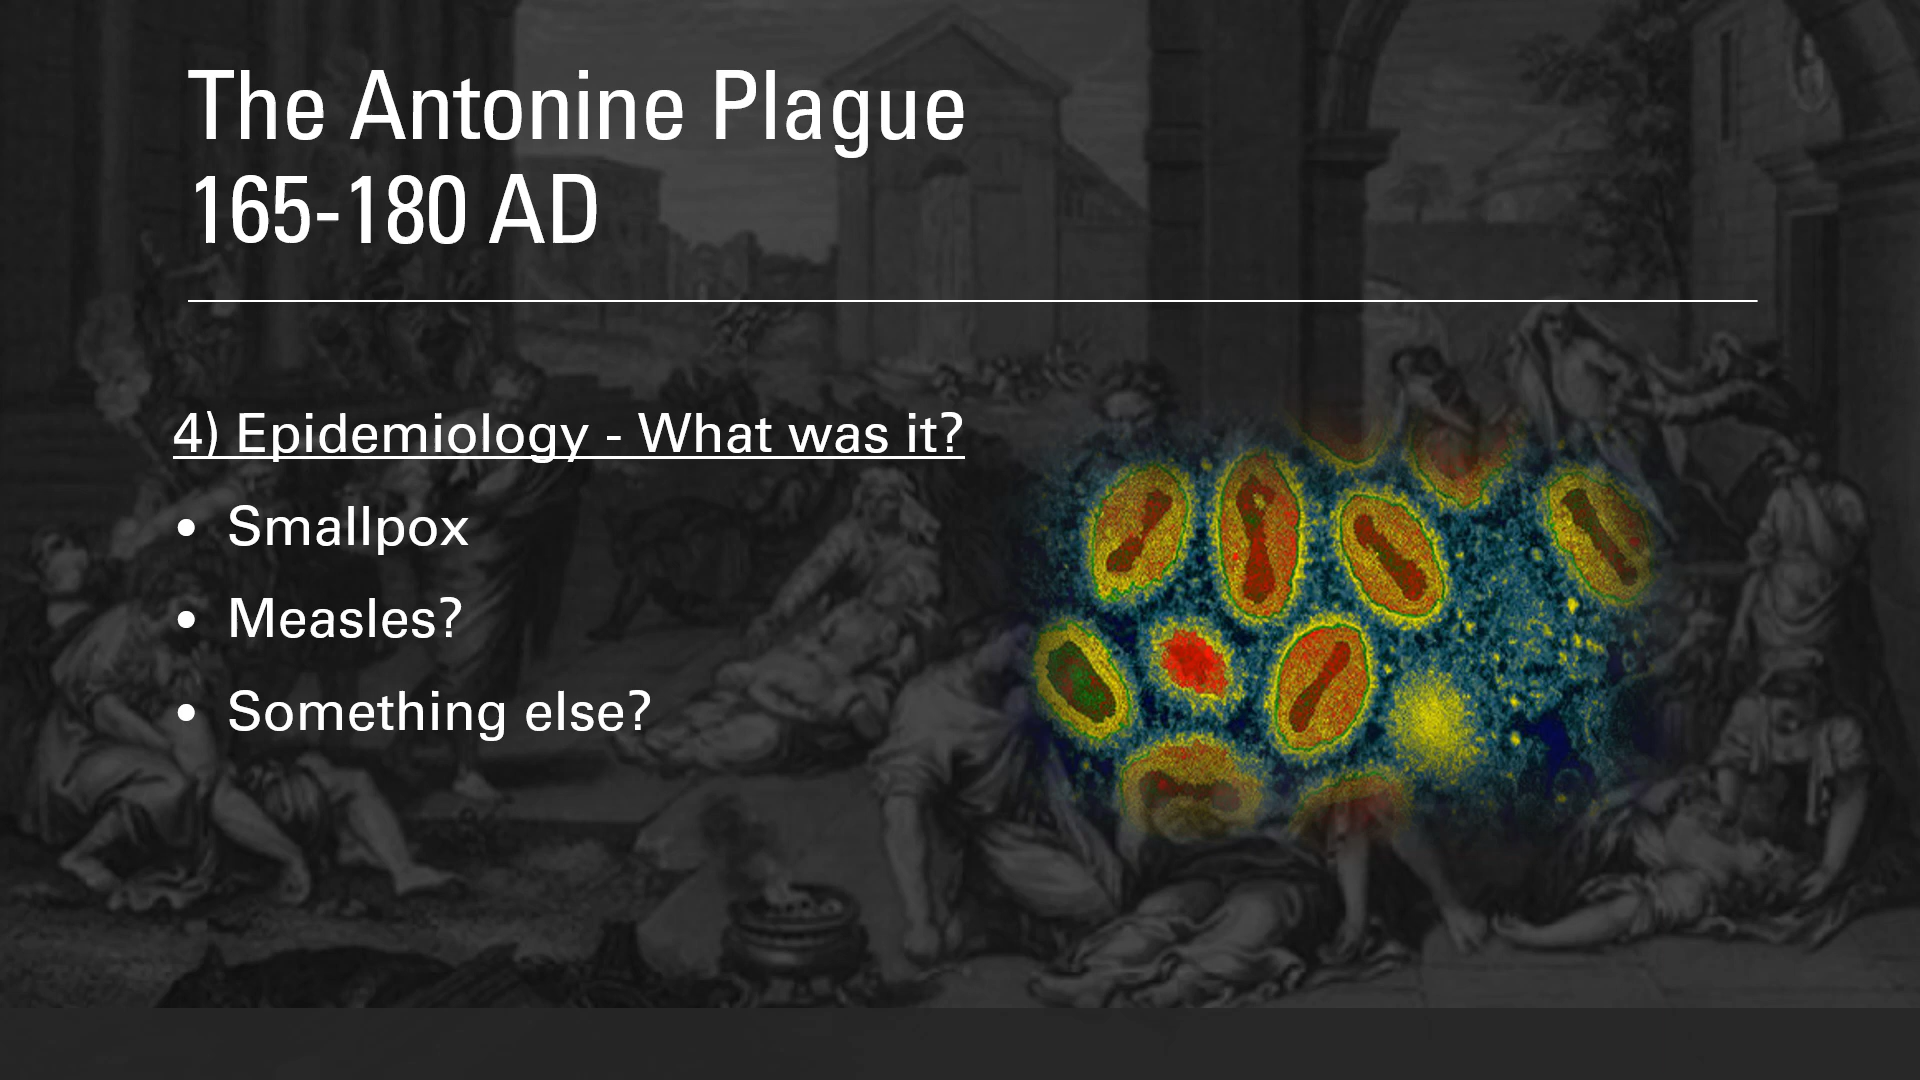 The Antonine Plague
165-180 AD
4) Epidemiology - What was it?
• Smallpox
• Measles?
• Something else?